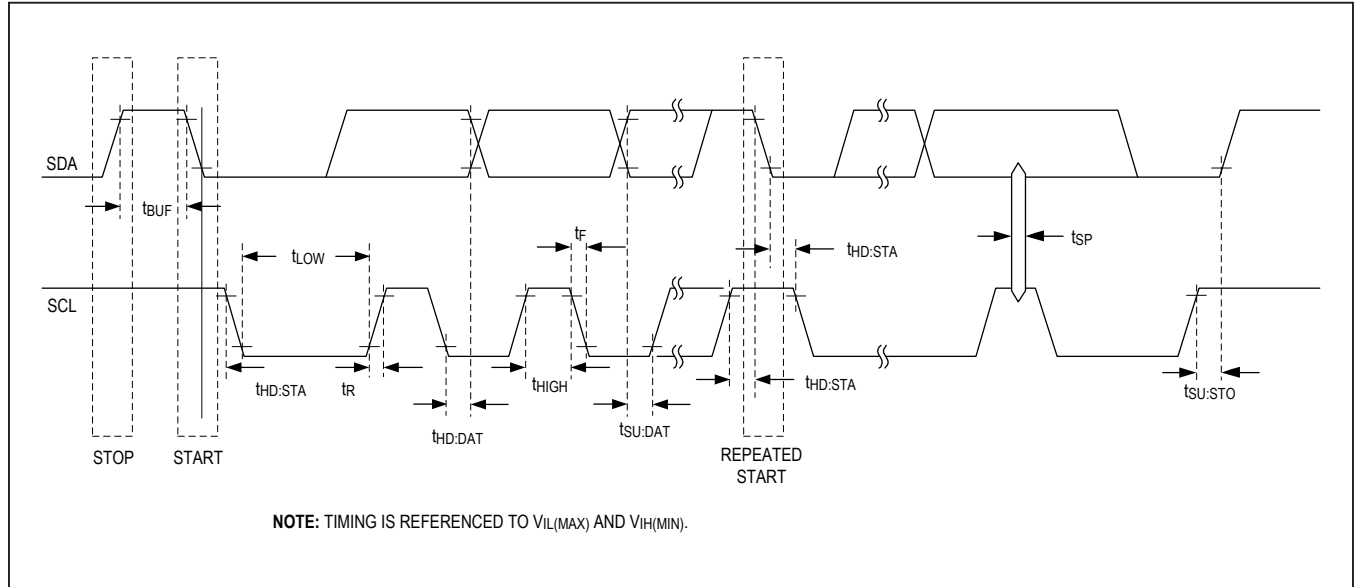 SDA
tBUF
tF
tSP
tLOW
tHD:STA
SCL
tHD:STA
tR
tHIGH
tHD:STA
tSU:STO
tHD:DAT
tSU:DAT
STOP
START
REPEATED
START
NOTE: TIMING IS REFERENCED TO VIL(MAX) AND VIH(MIN).